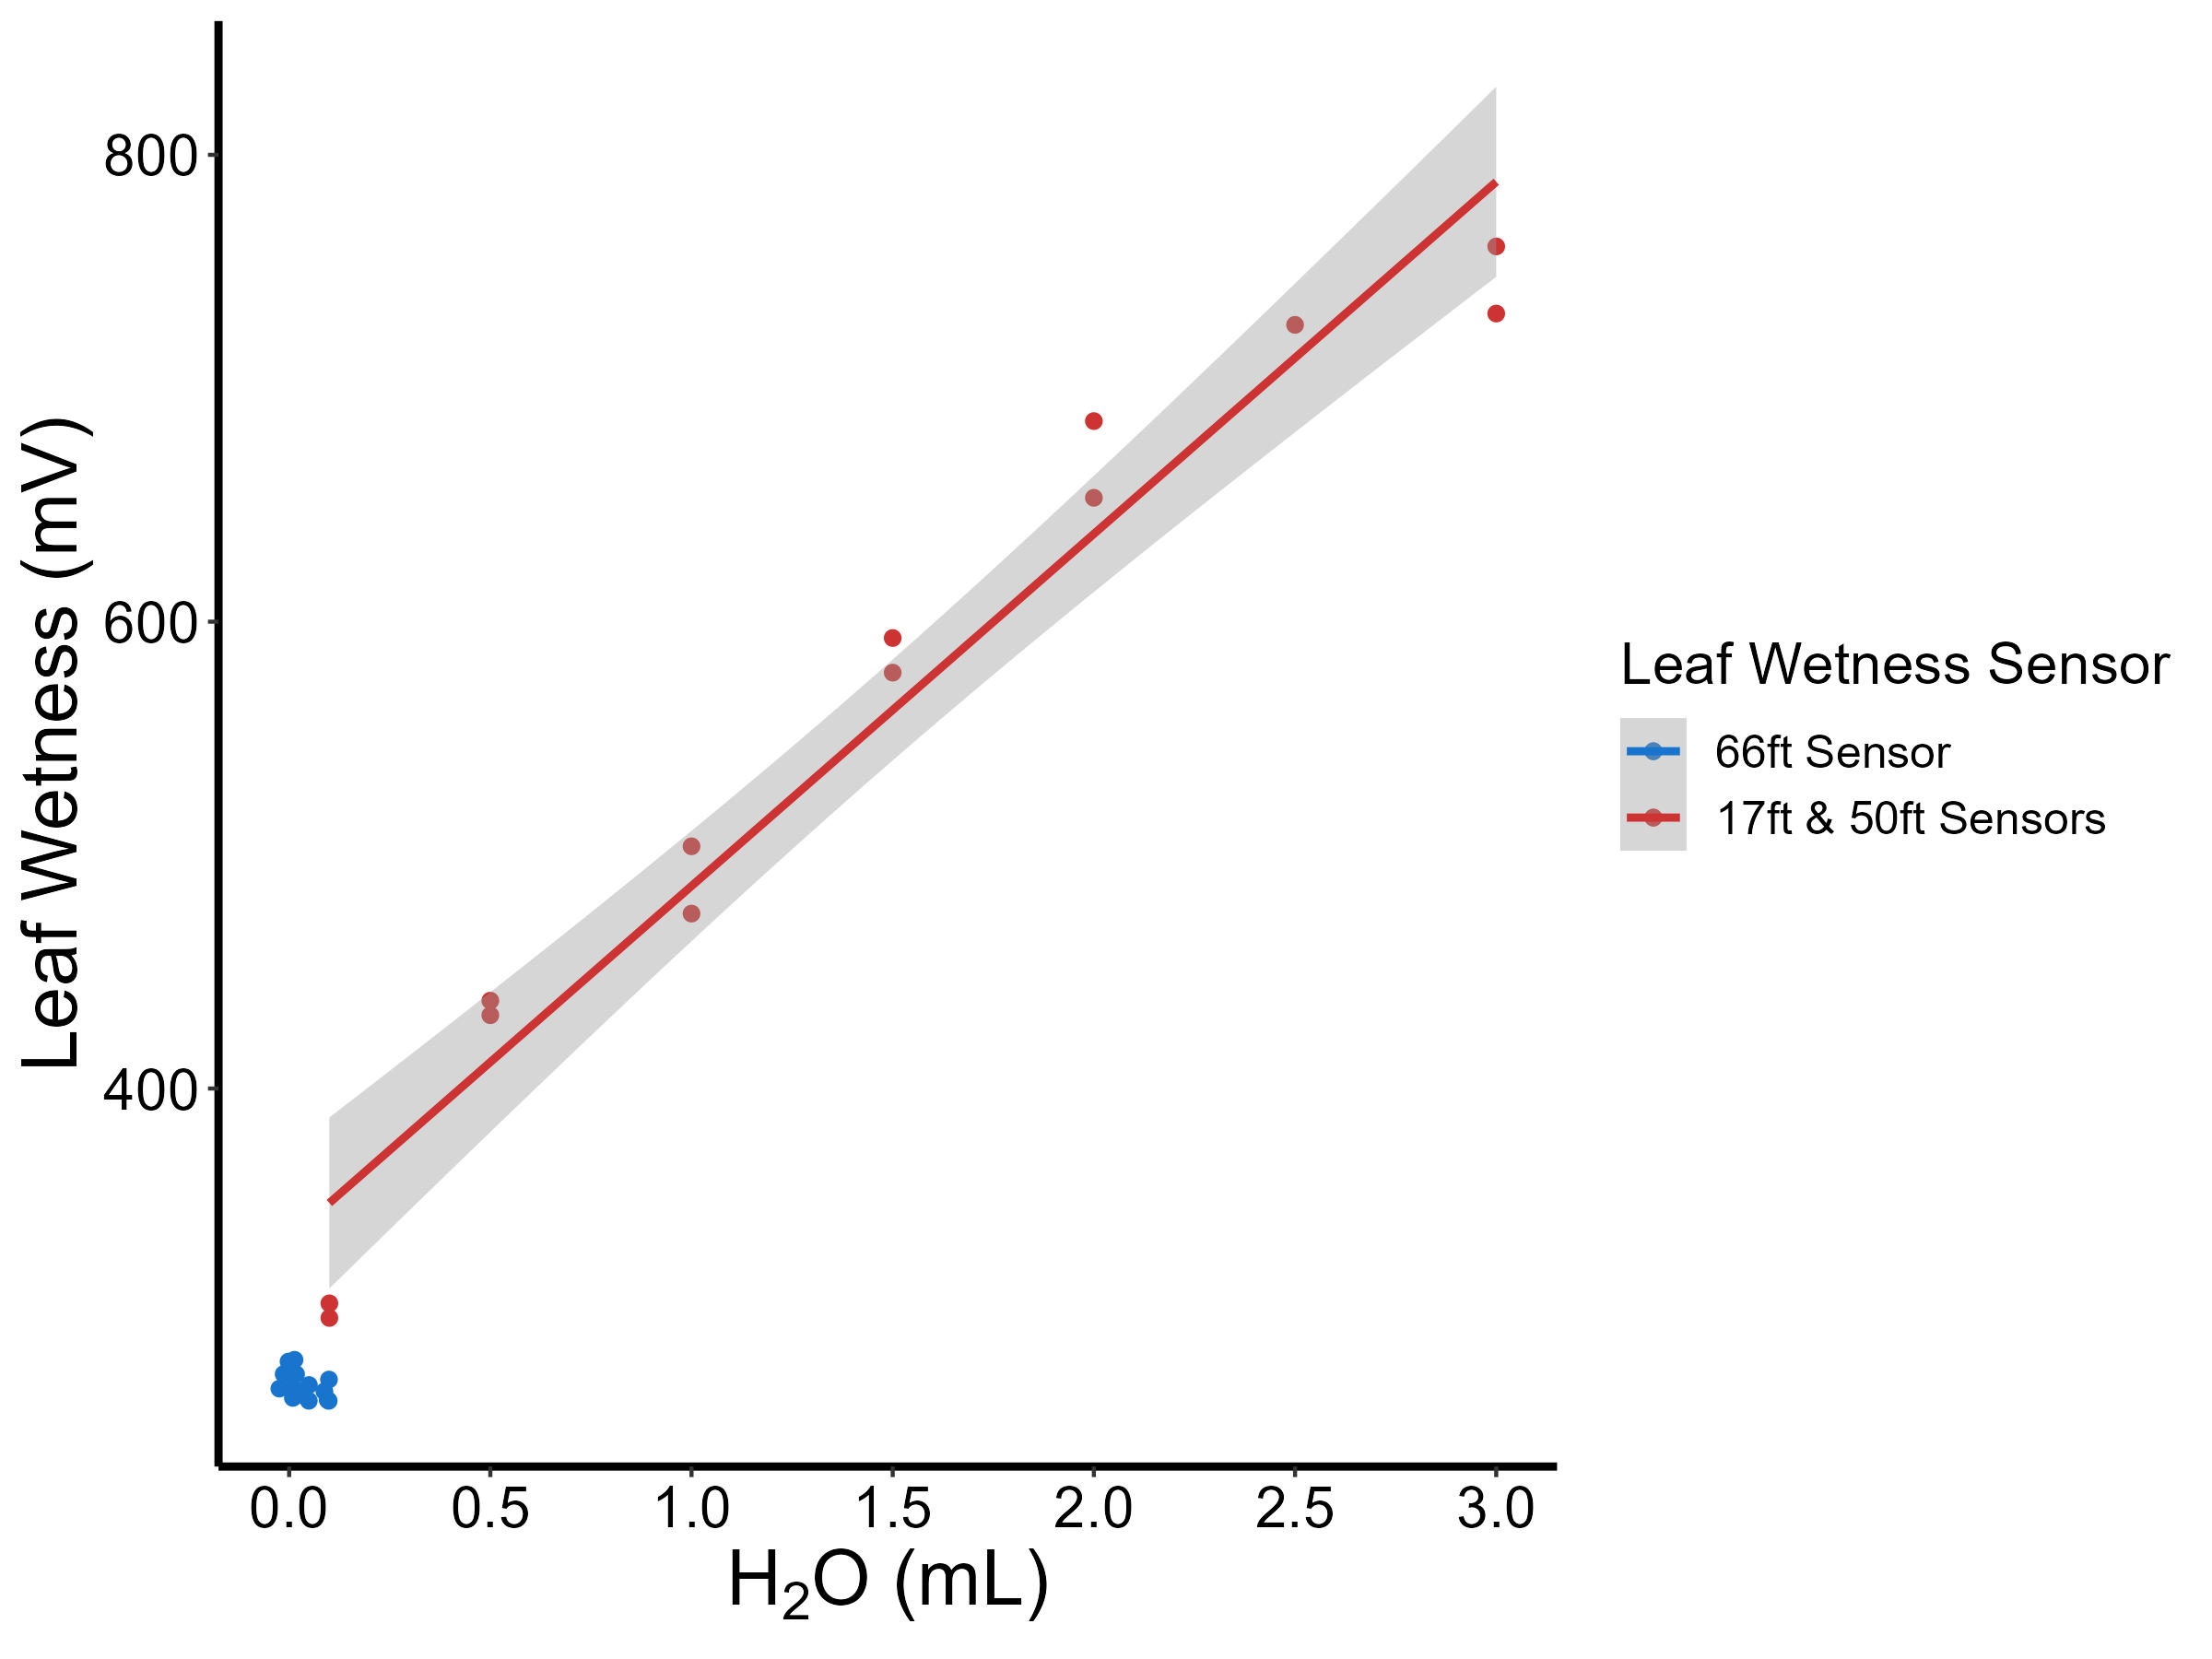 Leaf Wetness (mV)
800
600
400
0.0 0.5 1.0 1.5 2.0 2.5 3.0
H₂O (mL)
Leaf Wetness Sensor
66ft Sensor
17ft & 50ft Sensors